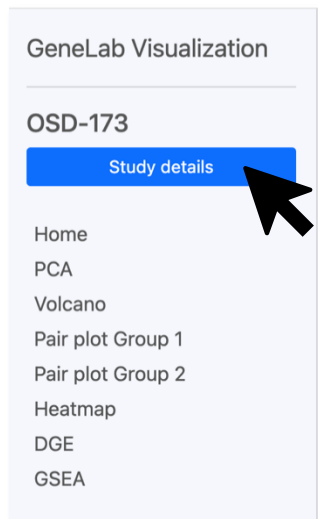 GeneLab Visualization
OSD-173
Study details
Home
PCA
Volcano
Pair plot Group 1
Pair plot Group 2
Heatmap
DGE
GSEA